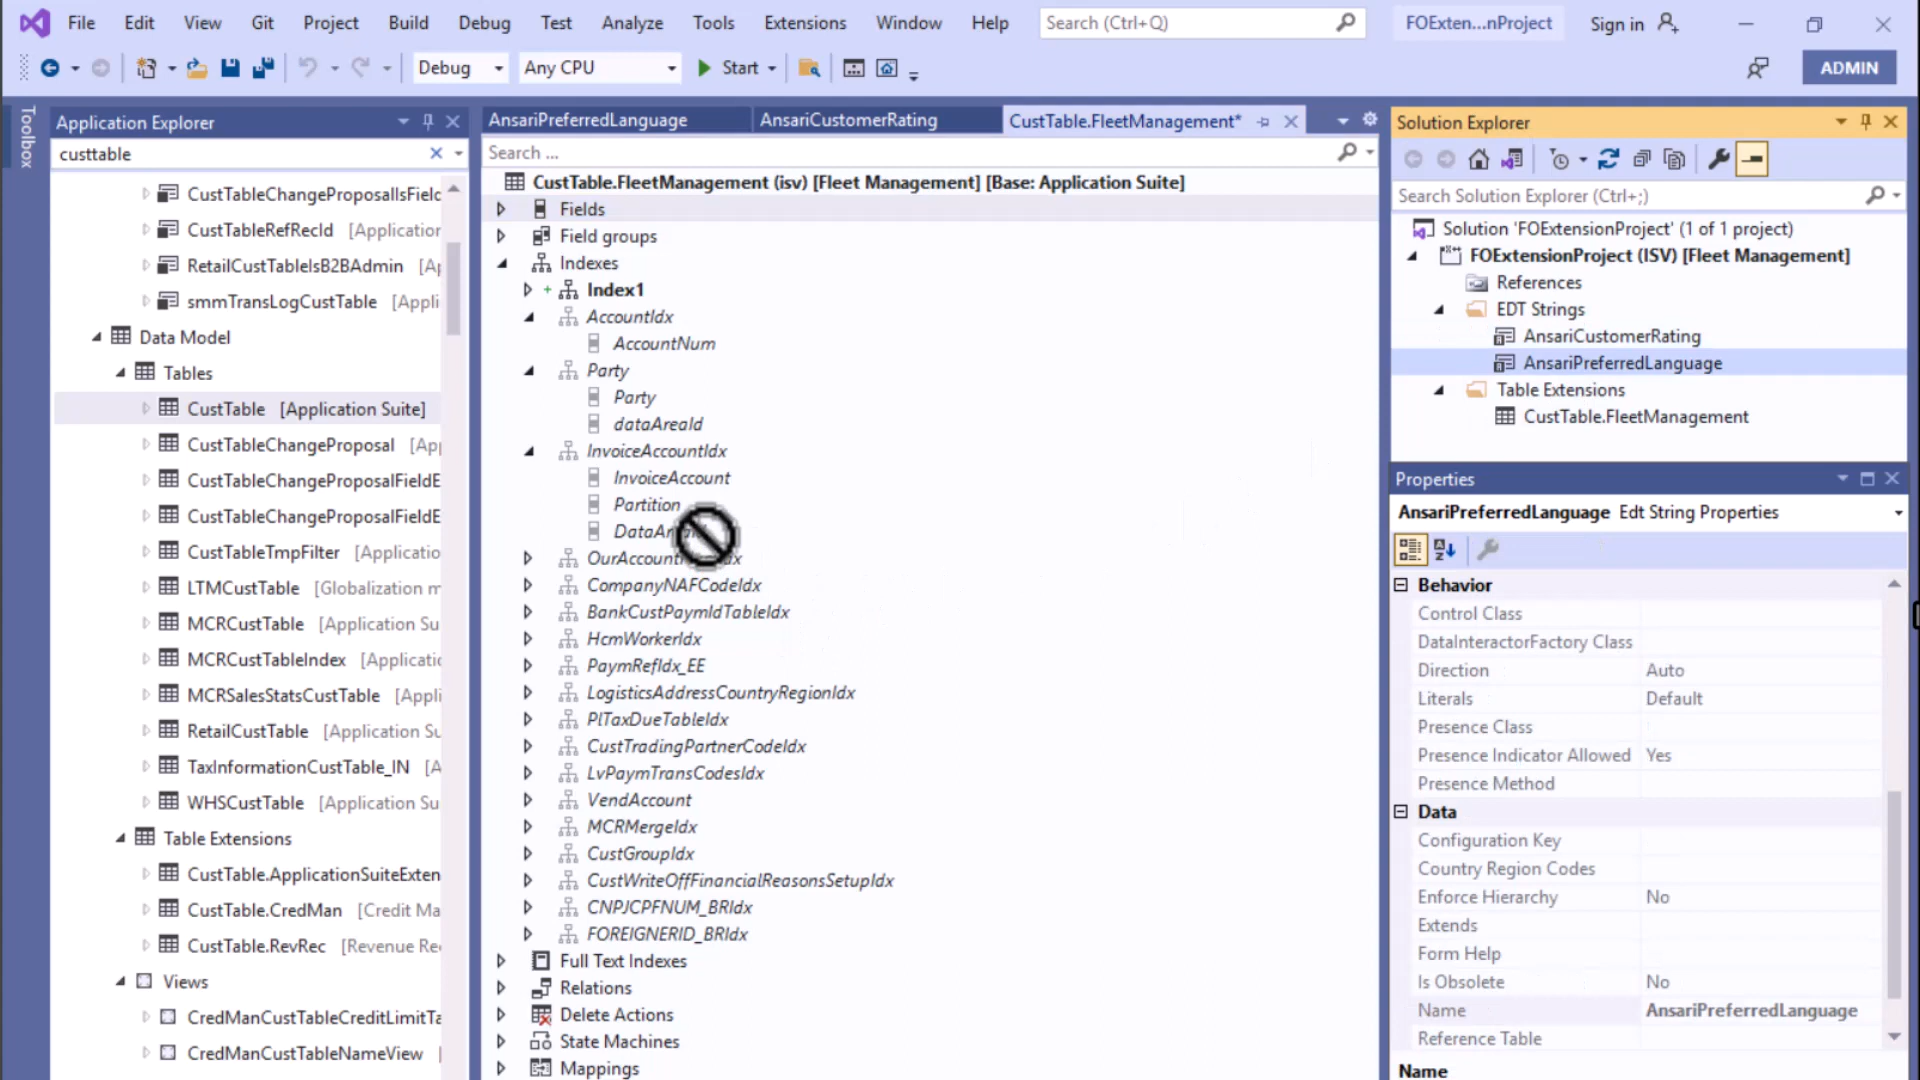 File Edit View Git Project Build Debug Test Analyze Tools Extensions Window Help Search (Ctrl+Q) FOExten...nProject Sign in
Debug Any CPU Start ADMIN
Toolbox
Application Explorer
custtable
CustTableChangeProposalIsField
CustTableRefRecId [Application
RetailCustTableIsB2BAdmin [Ap
smmTransLogCustTable [Appli
Data Model
Tables
CustTable [Application Suite]
CustTableChangeProposal [App
CustTableChangeProposalFieldE
CustTableChangeProposalFieldE
CustTableTmpFilter [Applicatio
LTMCustTable [Globalization m
MCRCustTable [Application Su
MCRCustTableIndex [Applicatic
MCRSalesStatsCustTable [Appli
RetailCustTable [Application Su
TaxInformationCustTable_IN [A
WHSCustTable [Application Su
Table Extensions
CustTable.ApplicationSuiteExten
CustTable.CredMan [Credit Ma
CustTable.RevRec [Revenue Re
Views
CredManCustTableCreditLimitTa
CredManCustTableNameView [
AnsariPreferredLanguage AnsariCustomerRating CustTable.FleetManagement*
Search ...
CustTable.FleetManagement (isv) [Fleet Management] [Base: Application Suite]
Fields
Field groups
Indexes
+ Index1
AccountIdx
AccountNum
Party
Party
dataAreaId
InvoiceAccountIdx
InvoiceAccount
Partition
CompanyNAFCodeIdx
BankCustPaymIdTableIdx
HcmWorkerIdx
PaymRefIdx_EE
LogisticsAddressCountryRegionIdx
PlTaxDueTableIdx
CustTradingPartnerCodeIdx
LvPaymTransCodesIdx
VendAccount
MCRMergeIdx
CustGroupIdx
CustWriteOffFinancialReasonsSetupIdx
CNPJCPFNUM_BRIdx
FOREIGNERID_BRIdx
Full Text Indexes
Relations
Delete Actions
State Machines
Mappings
Solution Explorer
Search Solution Explorer (Ctrl+;)
Solution 'FOExtensionProject' (1 of 1 project)
FOExtensionProject (ISV) [Fleet Management]
References
EDT Strings
AnsariCustomerRating
AnsariPreferredLanguage
Table Extensions
CustTable.FleetManagement
Properties
AnsariPreferredLanguage Edt String Properties
Behavior
Control Class
DataInteractorFactory Class
Direction Auto
Literals Default
Presence Class
Presence Indicator Allowed Yes
Presence Method
Data
Configuration Key
Country Region Codes
Enforce Hierarchy No
Extends
Form Help
Is Obsolete No
Name AnsariPreferredLanguage
Reference Table
Name